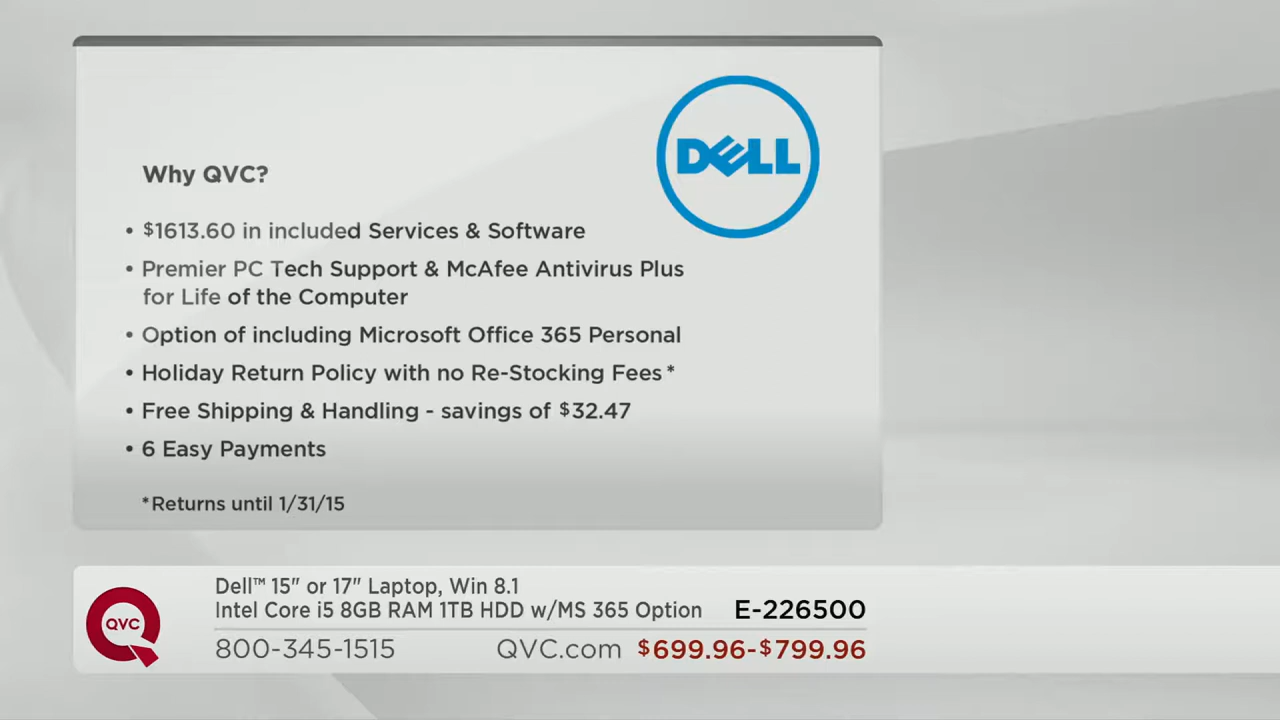 DELL
Why QVC?
• $1613.60 in included Services & Software
• Premier PC Tech Support & McAfee Antivirus Plus
for Life of the Computer
• Option of including Microsoft Office 365 Personal
• Holiday Return Policy with no Re-Stocking Fees*
• Free Shipping & Handling - savings of $32.47
• 6 Easy Payments
*Returns until 1/31/15
QVC
Dell™ 15" or 17" Laptop, Win 8.1
Intel Core i5 8GB RAM 1TB HDD w/MS 365 Option E-226500
800-345-1515 QVC.com $699.96-$799.96